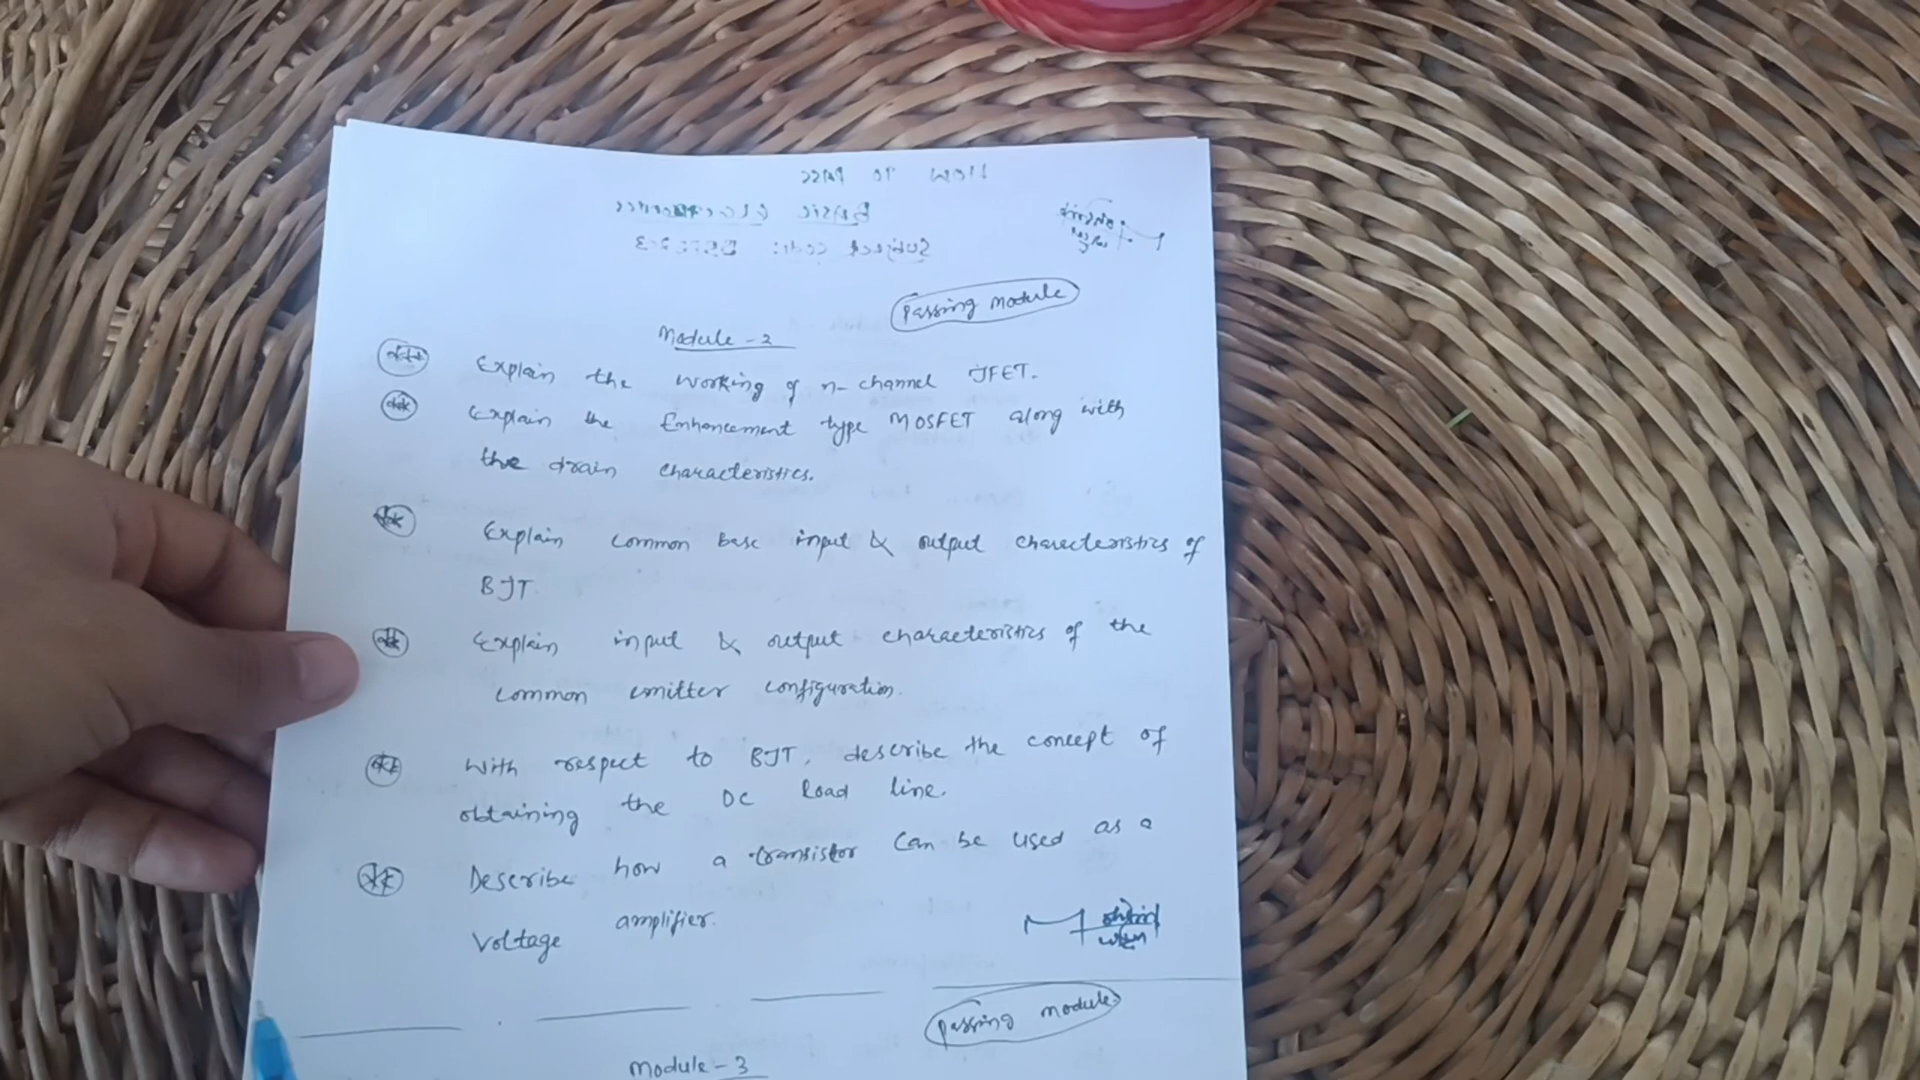 Passing module
Module - 2
Explain the working of n- channel JFET.
Explain the Enhancement type MOSFET along with
the drain characteristics.
Explain common base input & output characteristics of
BJT
Explain input & output characteristics of the
common emitter configuration.
With respect to BJT, describe the concept of
obtaining the DC load line.
Describe how a transistor can be used as a
Voltage amplifier.
Passing module
Module - 3